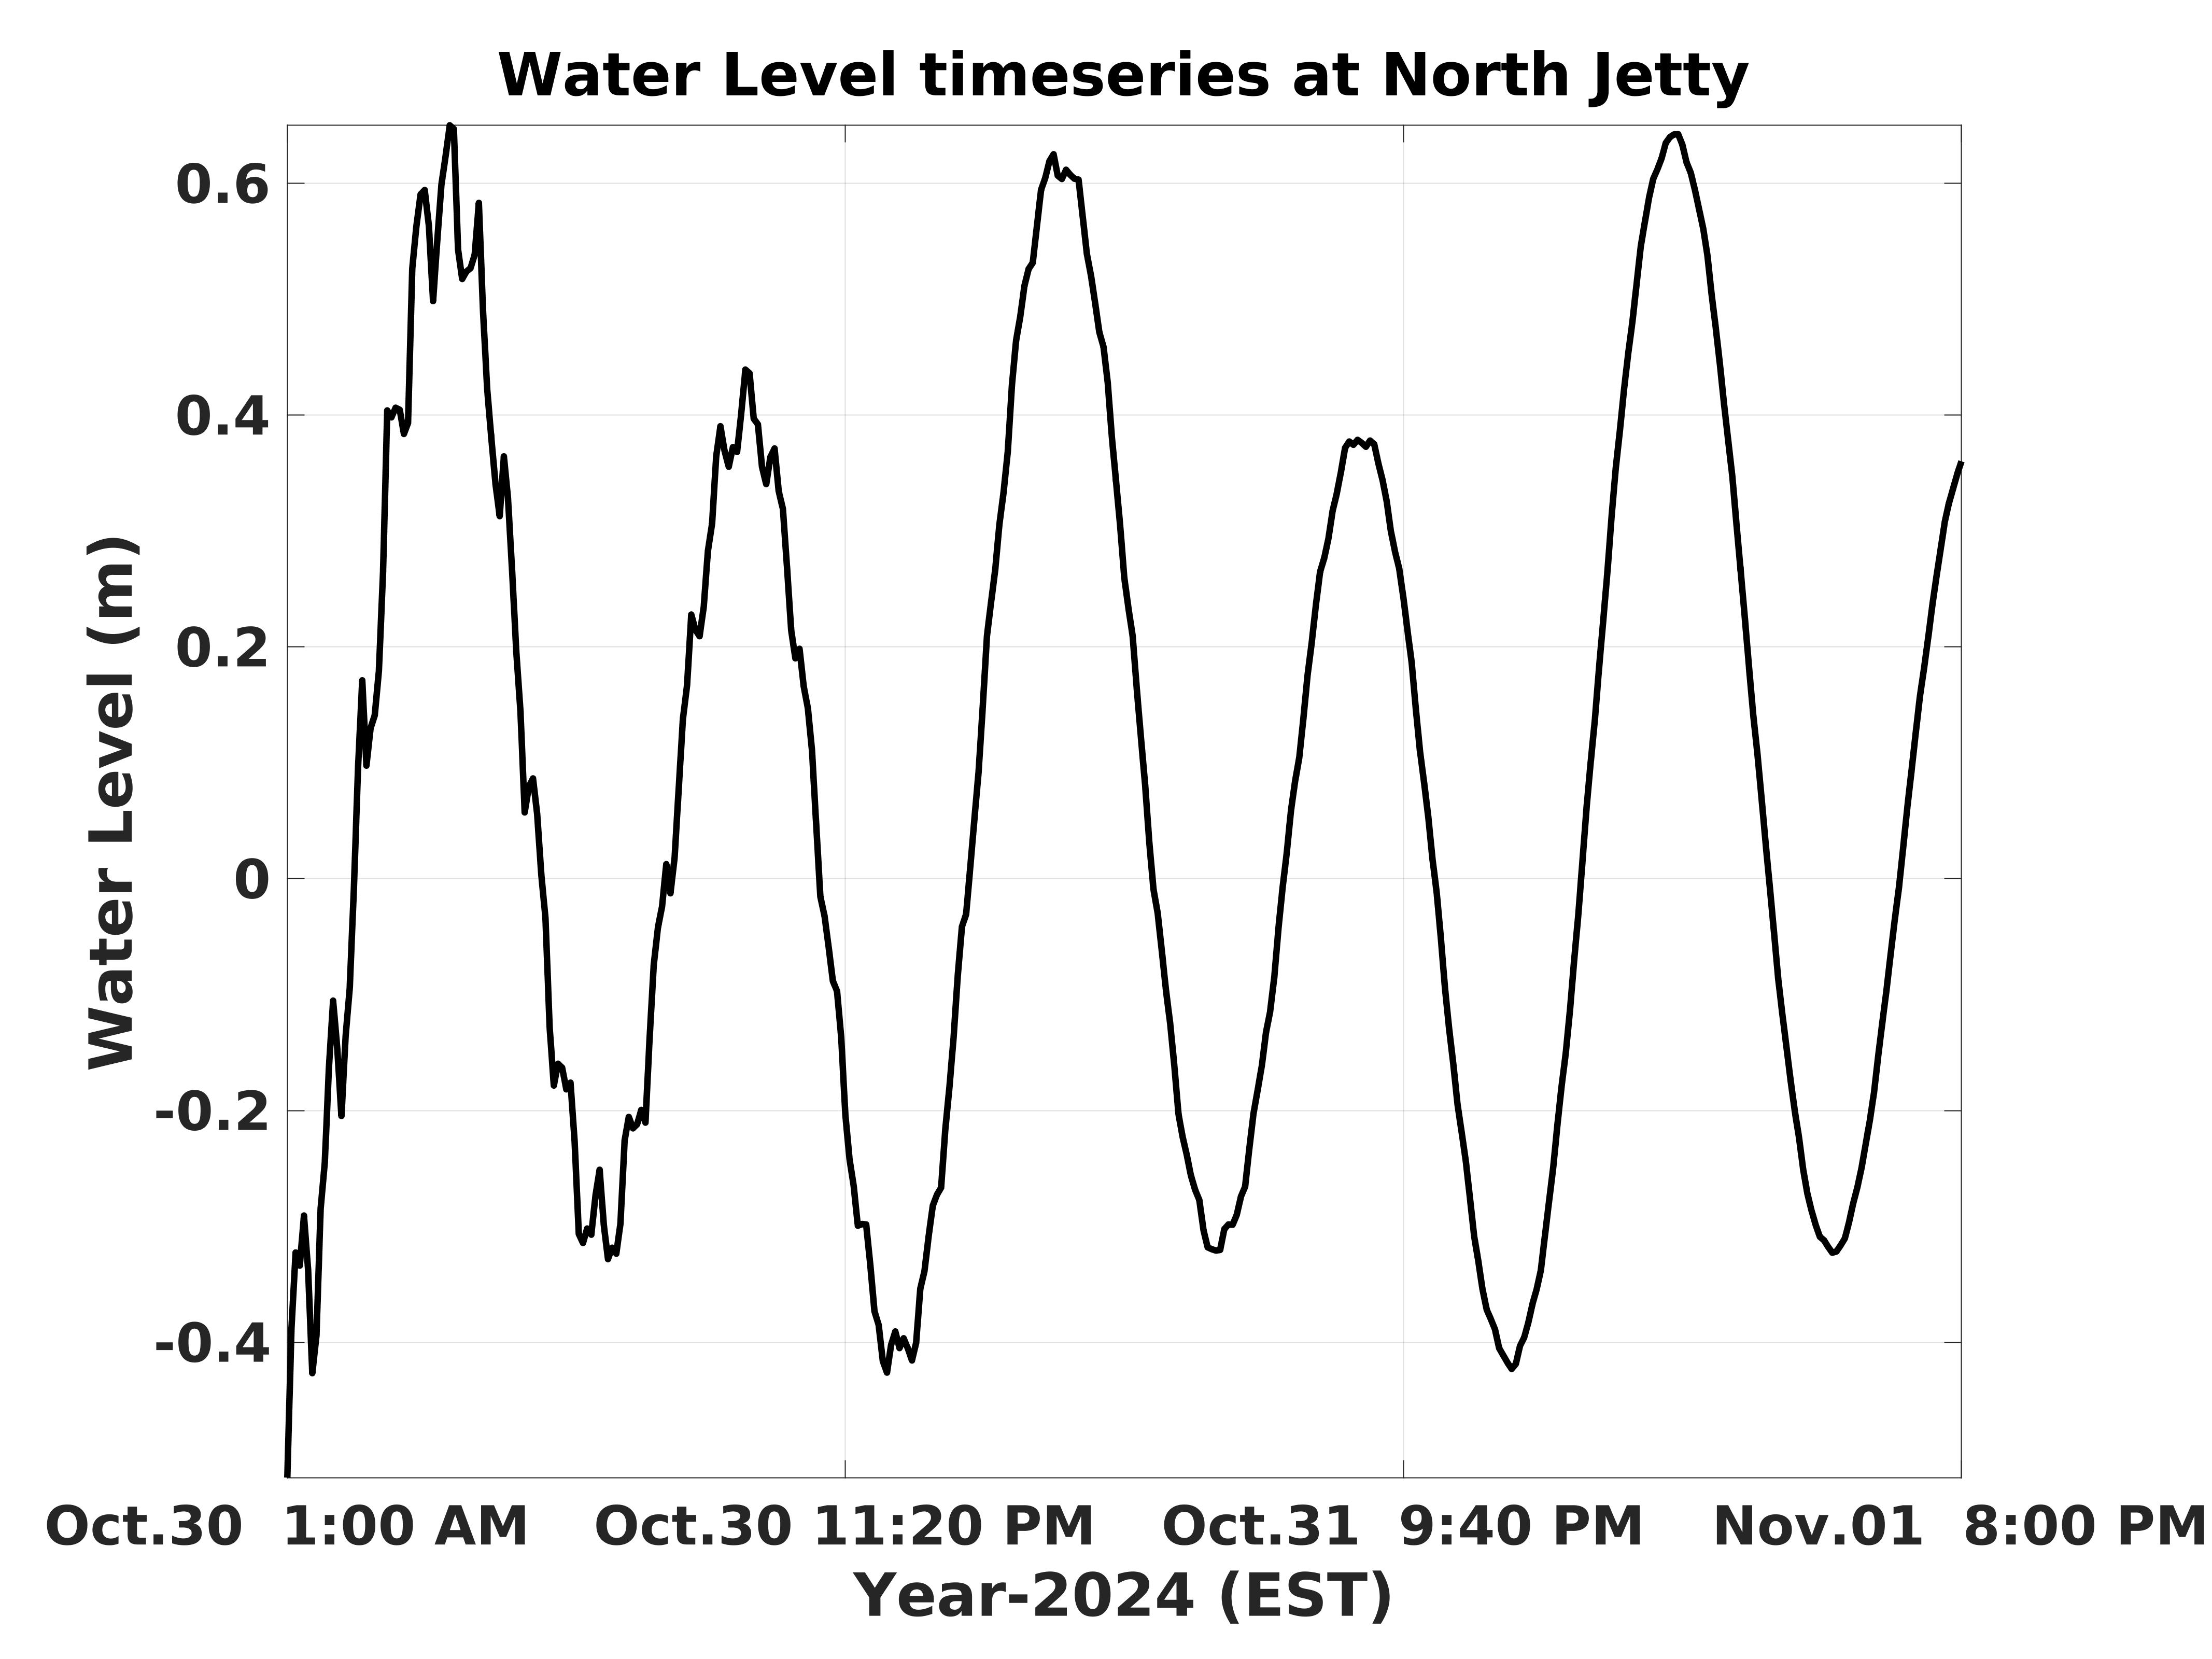 Water Level timeseries at North Jetty
Water Level (m)
0.6
0.4
0.2
0
-0.2
-0.4
Oct.30 1:00 AM Oct.30 11:20 PM Oct.31 9:40 PM Nov.01 8:00 PM
Year-2024 (EST)